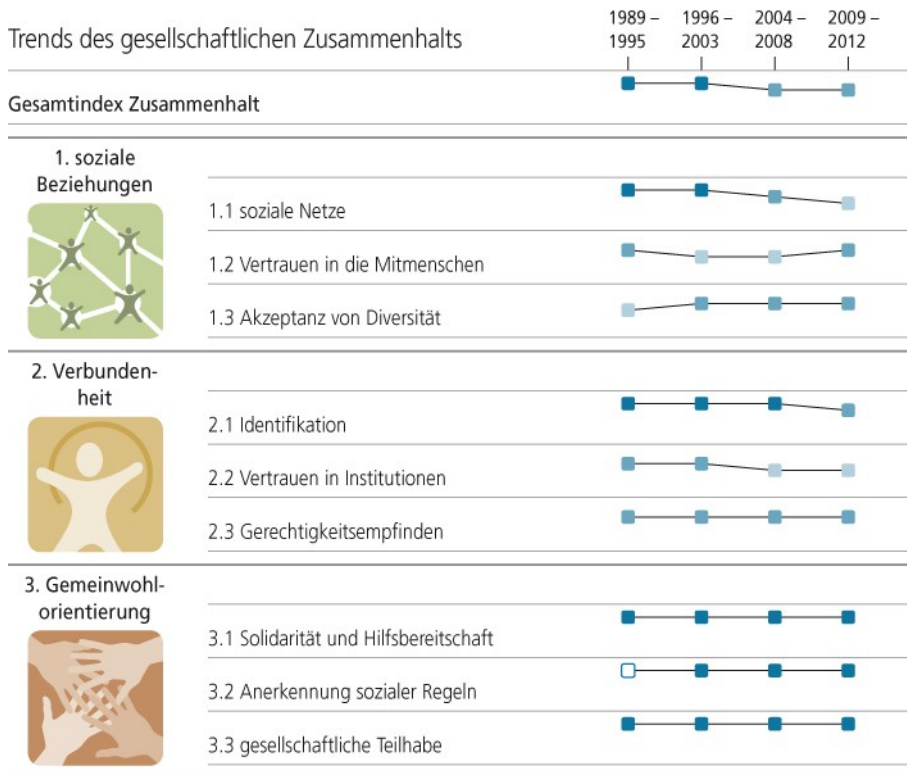 Trends des gesellschaftlichen Zusammenhalts
1989 – 1995
1996 – 2003
2004 – 2008
2009 – 2012
Gesamtindex Zusammenhalt
1. soziale
Beziehungen
1.1 soziale Netze
1.2 Vertrauen in die Mitmenschen
1.3 Akzeptanz von Diversität
2. Verbunden-
heit
2.1 Identifikation
2.2 Vertrauen in Institutionen
2.3 Gerechtigkeitsempfinden
3. Gemeinwohl-
orientierung
3.1 Solidarität und Hilfsbereitschaft
3.2 Anerkennung sozialer Regeln
3.3 gesellschaftliche Teilhabe